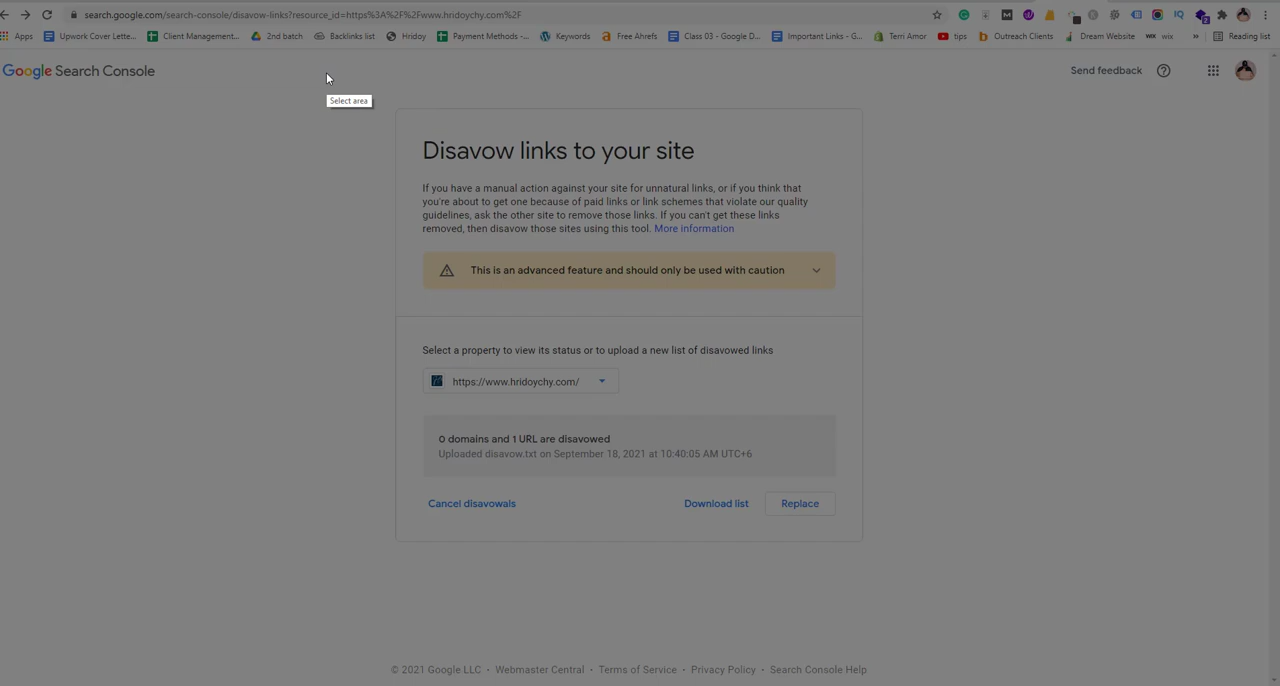 search.google.com/search-console/disavow-links?resource_id=https%3A%2F%2Fwww.hridoychy.com%2F
Apps Upwork Cover Lette... Client Management... 2nd batch Backlinks list Hridoy Payment Methods -... Keywords Free Ahrefs Class 03 - Google D... Important Links - G... Terri Amor tips Outreach Clients Dream Website WIX wix » Reading list
Google Search Console
Send feedback
Select area
Disavow links to your site
If you have a manual action against your site for unnatural links, or if you think that
you're about to get one because of paid links or link schemes that violate our quality
guidelines, ask the other site to remove those links. If you can't get these links
removed, then disavow those sites using this tool. More information
This is an advanced feature and should only be used with caution
Select a property to view its status or to upload a new list of disavowed links
https://www.hridoychy.com/
0 domains and 1 URL are disavowed
Uploaded disavow.txt on September 18, 2021 at 10:40:05 AM UTC+6
Cancel disavowals Download list Replace
© 2021 Google LLC • Webmaster Central • Terms of Service • Privacy Policy • Search Console Help